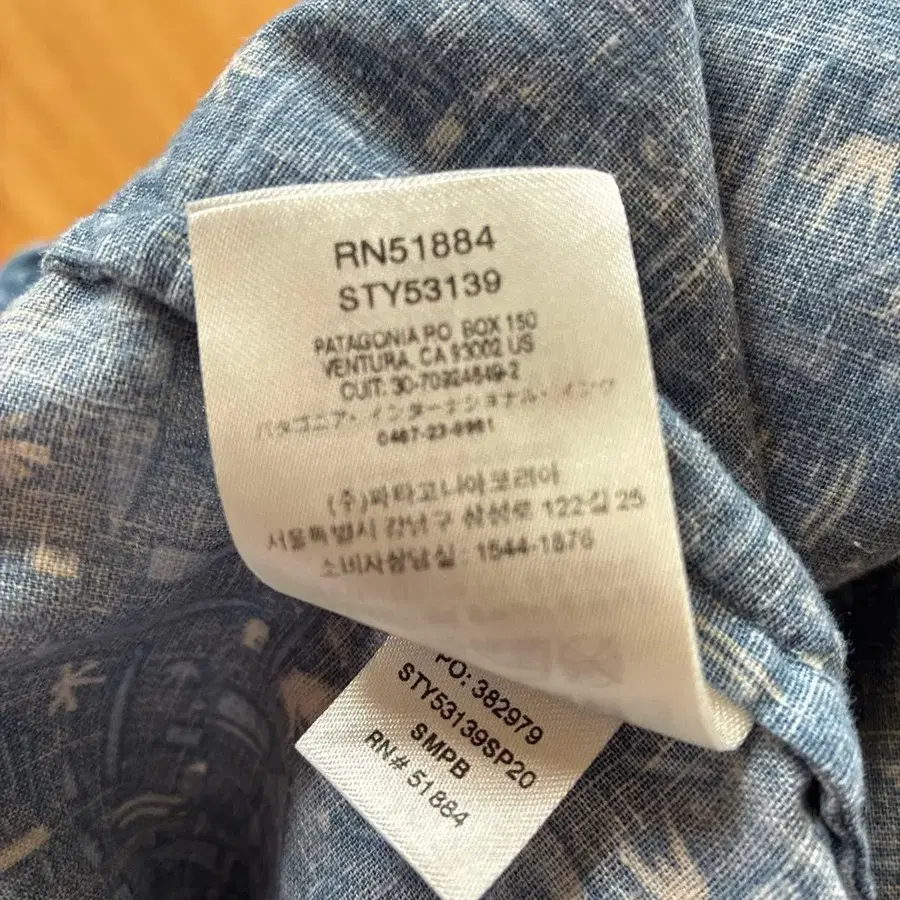 RN51884
STY53139
PATAGONIA PO BOX 150
VENTURA, CA 93002 US
CUIT: 30-70924849-2
パタゴニア・インターナショナル・インク
0467-23-8961
(주)파타고니아코리아
서울특별시 강남구 삼성로 122길 25
소비자상담실 : 1544-1876
PO: 382979
STY53139SP20
SMPB
RN# 51884